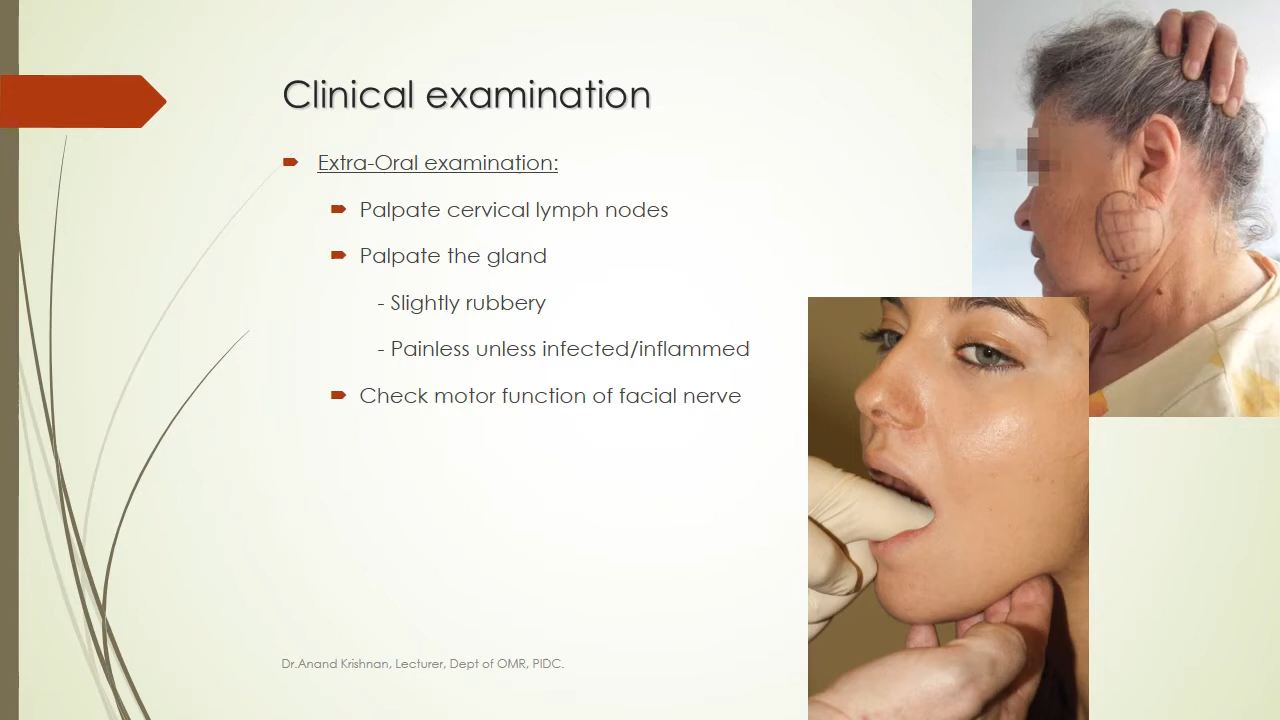 Clinical examination
Extra-Oral examination:
Palpate cervical lymph nodes
Palpate the gland
- Slightly rubbery
- Painless unless infected/inflammed
Check motor function of facial nerve
Dr.Anand Krishnan, Lecturer, Dept of OMR, PIDC.